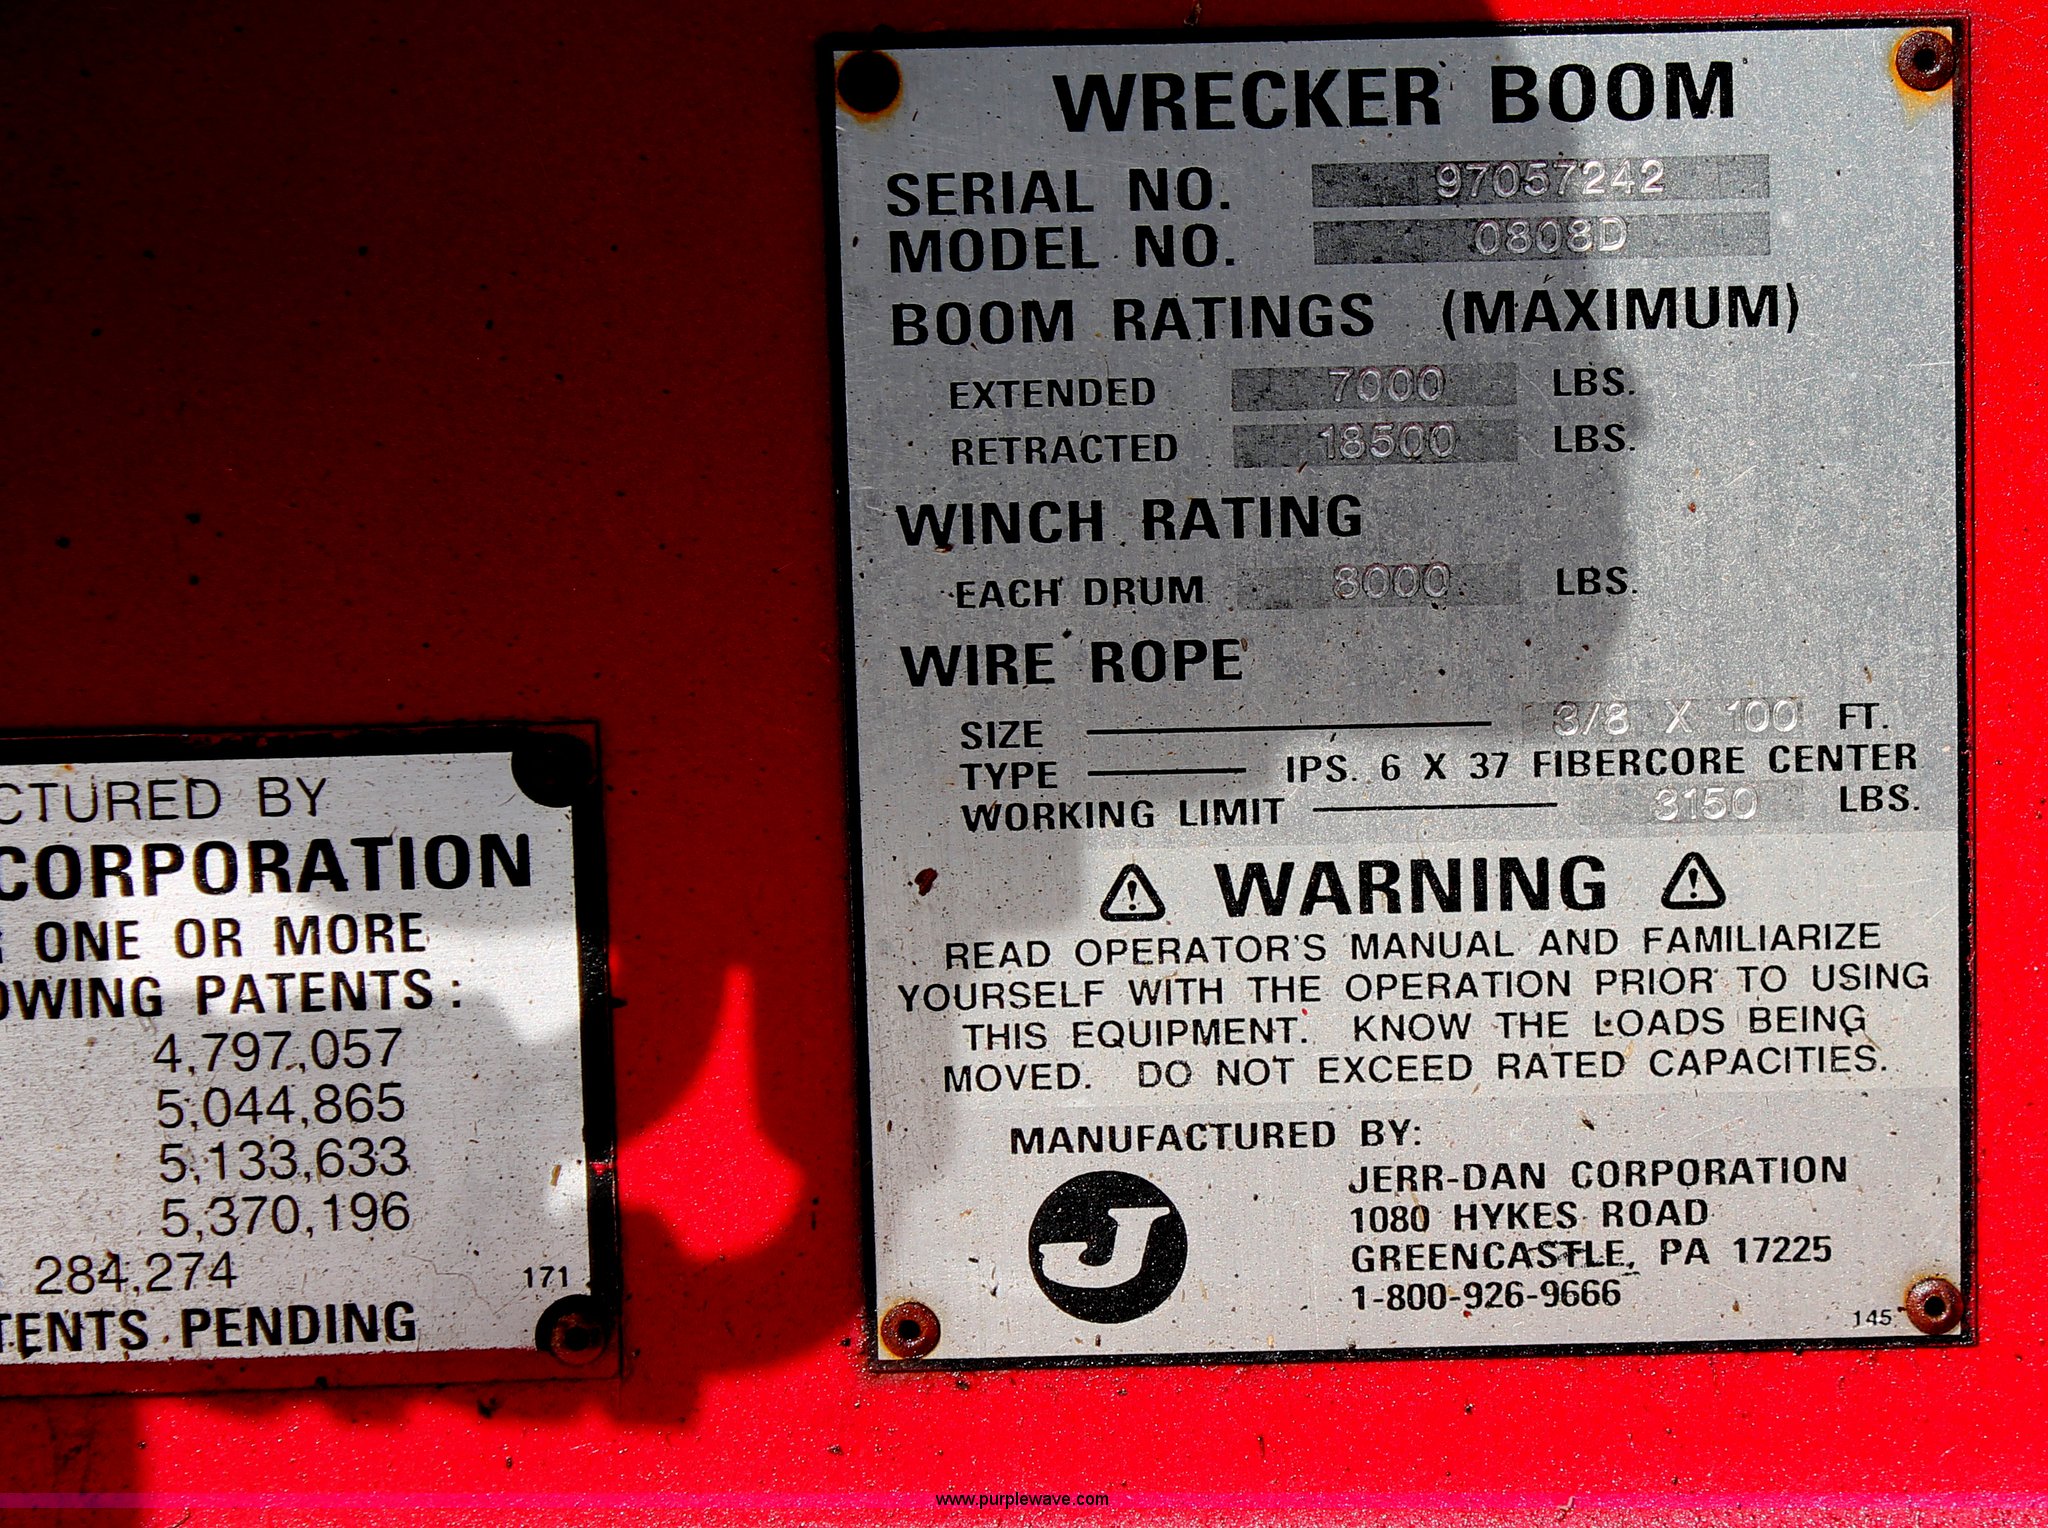 WRECKER BOOM
SERIAL NO. 97057242
MODEL NO. 0808D
BOOM RATINGS (MAXIMUM)
EXTENDED 7000 LBS.
RETRACTED 18500 LBS.
WINCH RATING
EACH DRUM 8000 LBS.
WIRE ROPE
SIZE 3/8 X 100 FT.
TYPE IPS. 6 X 37 FIBERCORE CENTER
WORKING LIMIT 3150 LBS.
WARNING
READ OPERATOR'S MANUAL AND FAMILIARIZE
YOURSELF WITH THE OPERATION PRIOR TO USING
THIS EQUIPMENT. KNOW THE LOADS BEING
MOVED. DO NOT EXCEED RATED CAPACITIES.
MANUFACTURED BY:
J
JERR-DAN CORPORATION
1080 HYKES ROAD
GREENCASTLE, PA 17225
1-800-926-9666
145
CTURED BY
CORPORATION
ONE OR MORE
OWING PATENTS:
4,797,057
5,044,865
5,133,633
5,370,196
284,274
171
TENTS PENDING
www.purplewave.com